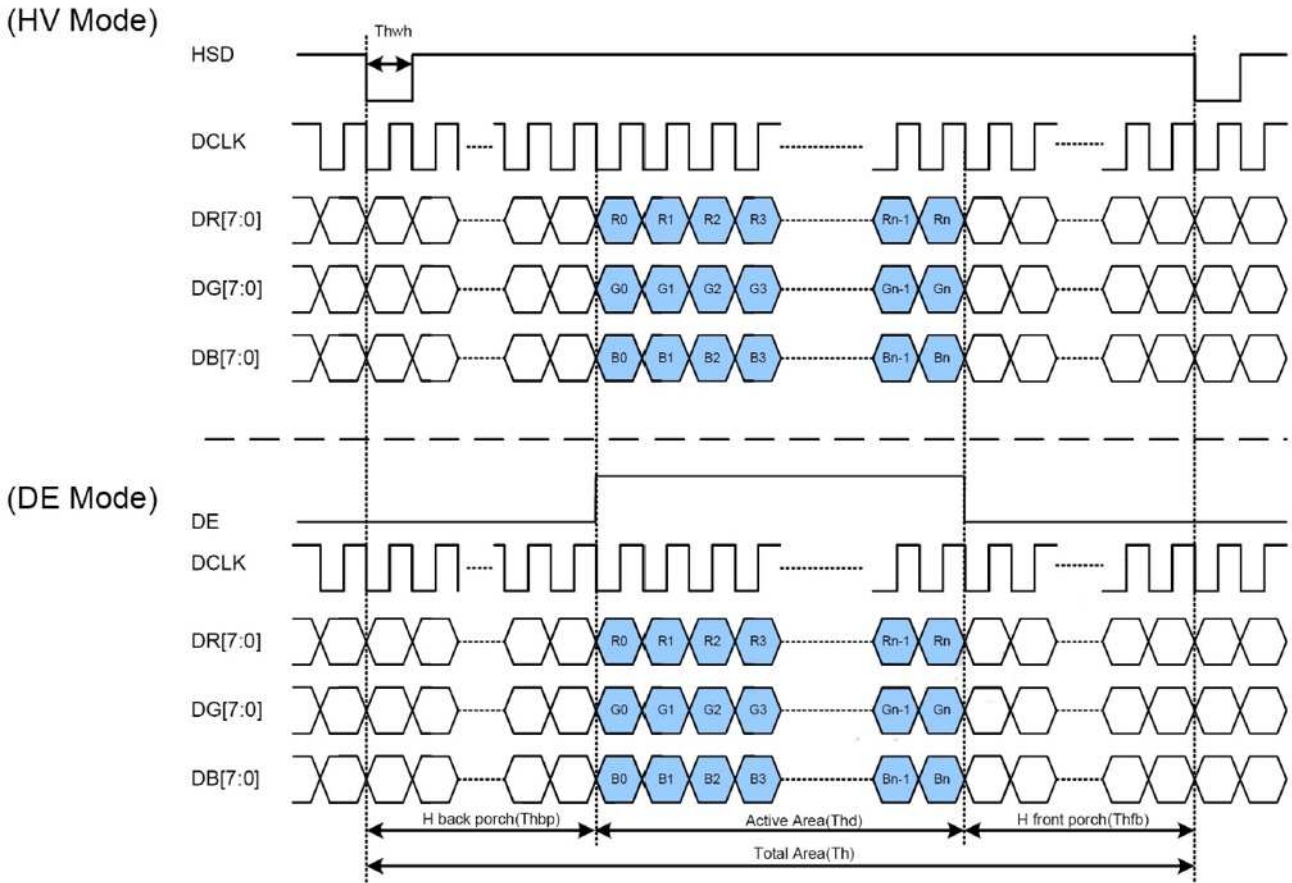 (HV Mode)
Thwh
HSD
DCLK
DR[7:0] R0 R1 R2 R3 Rn-1 Rn
DG[7:0] G0 G1 G2 G3 Gn-1 Gn
DB[7:0] B0 B1 B2 B3 Bn-1 Bn
(DE Mode)
DE
DCLK
DR[7:0] R0 R1 R2 R3 Rn-1 Rn
DG[7:0] G0 G1 G2 G3 Gn-1 Gn
DB[7:0] B0 B1 B2 B3 Bn-1 Bn
H back porch(Thbp) Active Area(Thd) H front porch(Thfb)
Total Area(Th)